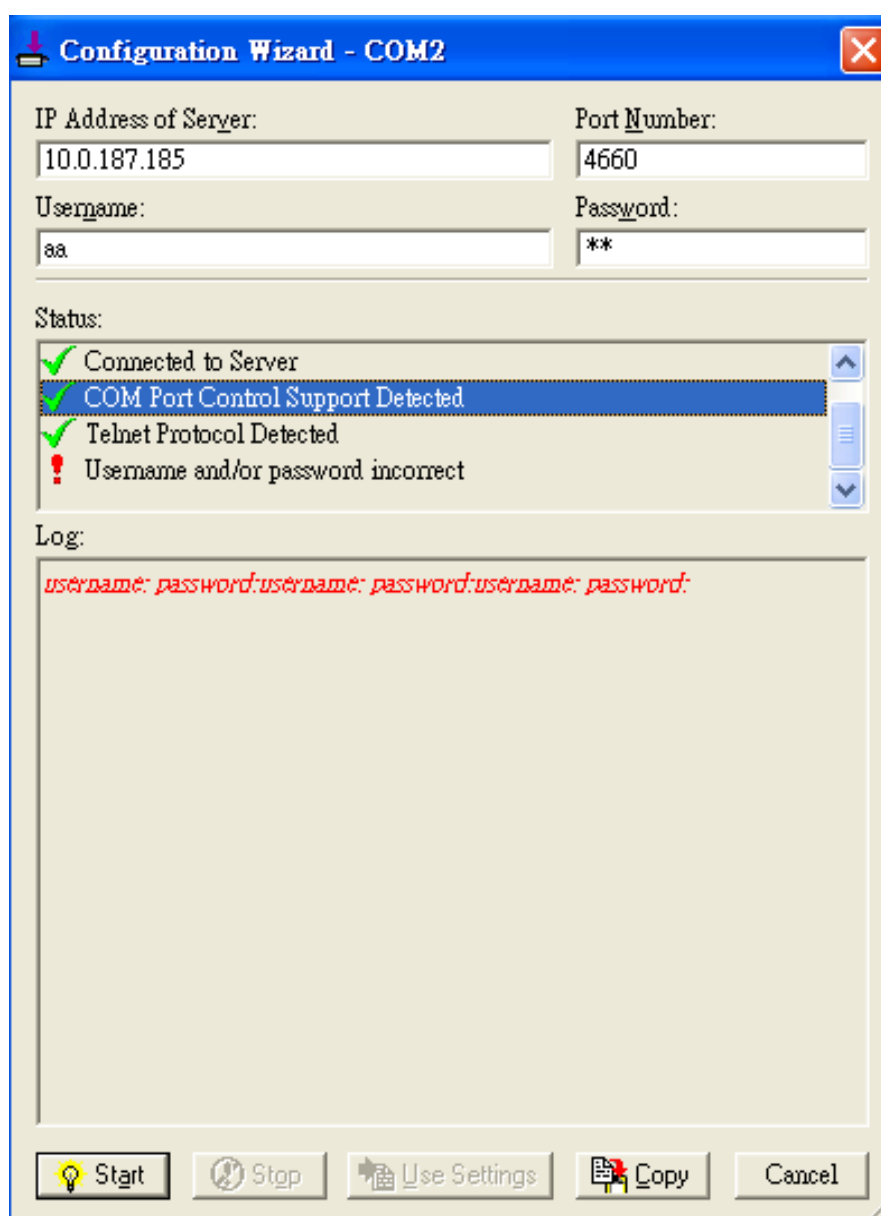 Configuration Wizard - COM2
IP Address of Server: Port Number:
10.0.187.185 4660
Username: Password:
aa **
Status:
Connected to Server
COM Port Control Support Detected
Telnet Protocol Detected
Username and/or password incorrect
Log:
username: password:username: password:username: password:
Start Stop Use Settings Copy Cancel